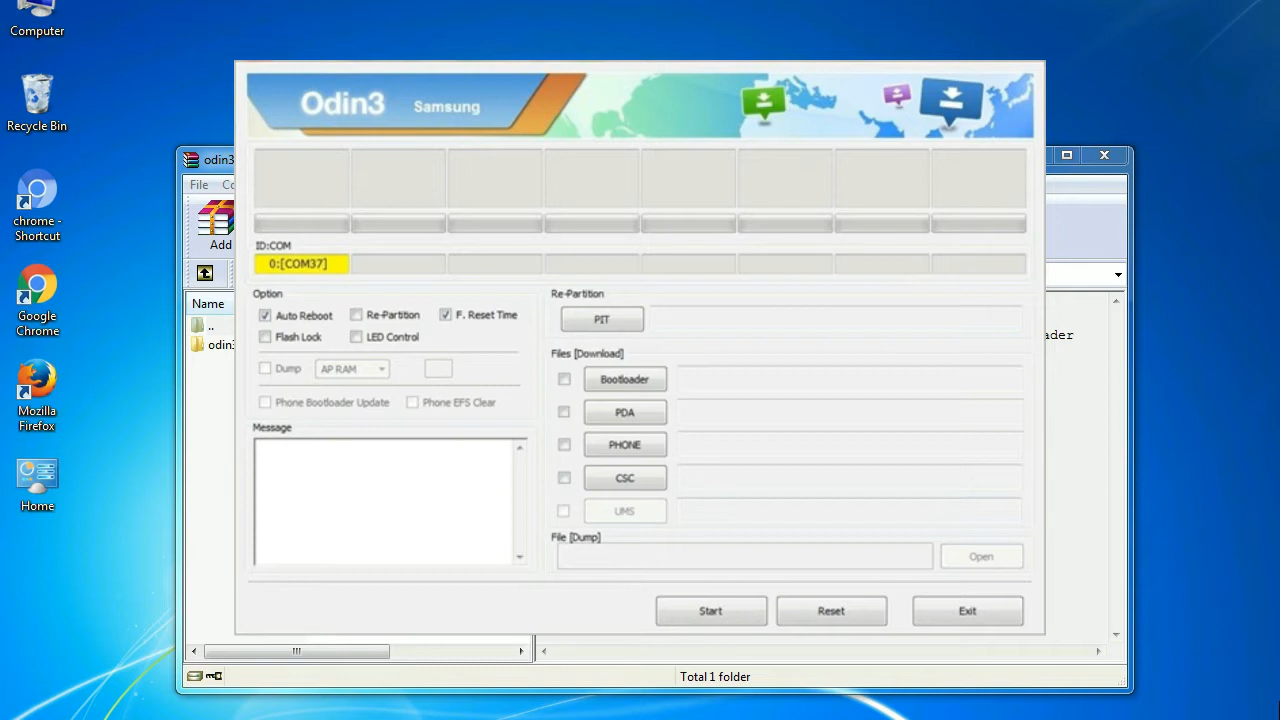 Computer
Recycle Bin
chrome -
Shortcut
Google
Chrome
Mozilla
Firefox
Home
odin3
File
Add
Name
..
odin3
Odin3 Samsung
ID:COM
0:[COM37]
Option
Auto Reboot Re-Partition F. Reset Time
Flash Lock LED Control
Dump AP RAM
Phone Bootloader Update Phone EFS Clear
Message
Re-Partition
PIT
Files [Download]
Bootloader
PDA
PHONE
CSC
UMS
File [Dump]
Open
Start Reset Exit
ader
Total 1 folder